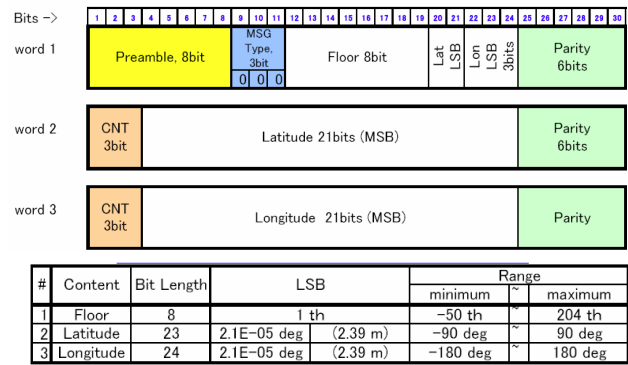 Bits ->
1 2 3 4 5 6 7 8 9 10 11 12 13 14 15 16 17 18 19 20 21 22 23 24 25 26 27 28 29 30
word 1
Preamble, 8bit
MSG
Type,
3bit
0 0 0
Floor 8bit
Lat
LSB
Lon
LSB
3bits
Parity
6bits
word 2
CNT
3bit
Latitude 21bits (MSB)
Parity
6bits
word 3
CNT
3bit
Longitude 21bits (MSB)
Parity
# Content Bit Length LSB Range
minimum ~ maximum
1 Floor 8 1 th -50 th ~ 204 th
2 Latitude 23 2.1E-05 deg (2.39 m) -90 deg ~ 90 deg
3 Longitude 24 2.1E-05 deg (2.39 m) -180 deg ~ 180 deg